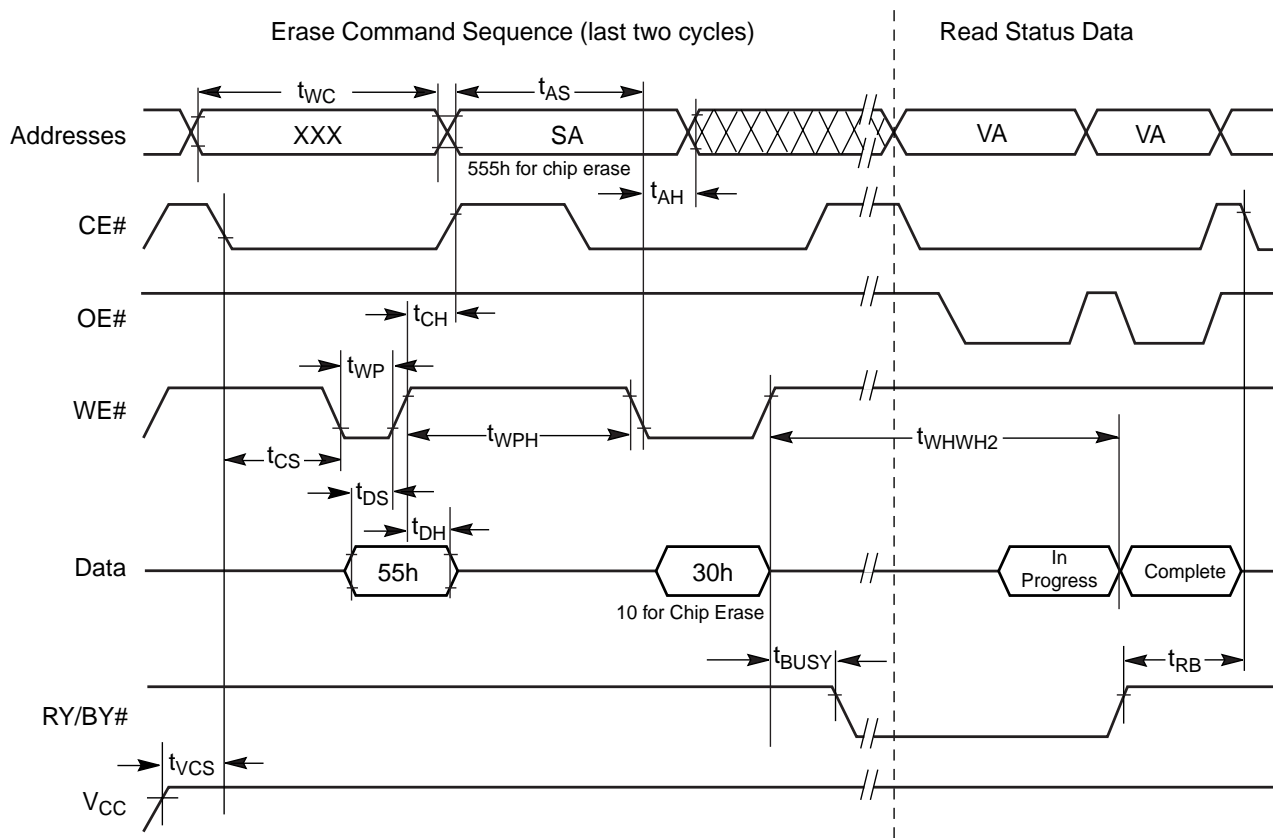 Erase Command Sequence (last two cycles) Read Status Data
tWC tAS
Addresses XXX SA VA VA
555h for chip erase
tAH
CE#
OE# tCH
tWP
WE#
tWPH tWHWH2
tCS
tDS
tDH
Data 55h 30h In Progress Complete
10 for Chip Erase
tBUSY tRB
RY/BY#
tVCS
VCC